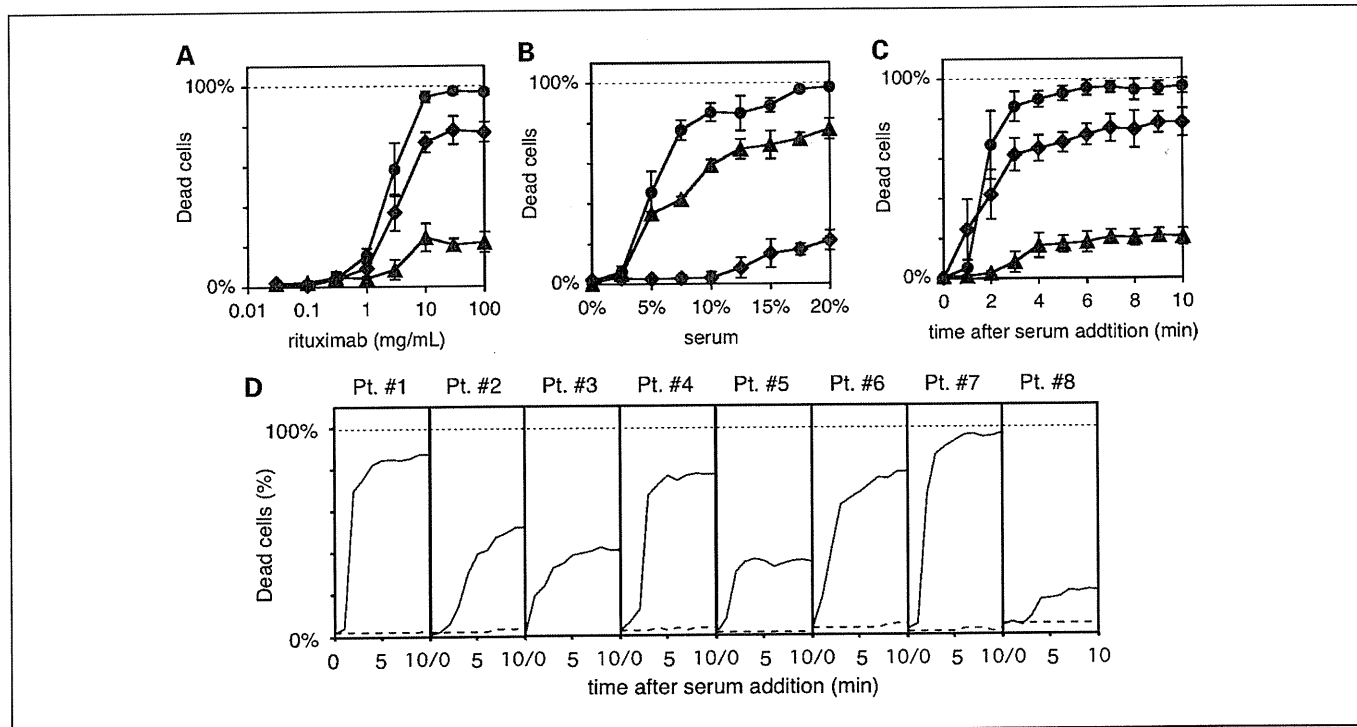 A
B
C
100%
100%
100%
Dead cells
Dead cells
Dead cells
0%
0%
0%
0.01 0.1 1 10 100
0% 5% 10% 15% 20%
0 2 4 6 8 10
rituximab (mg/mL)
serum
time after serum addtition (min)
D
Pt. #1 Pt. #2 Pt. #3 Pt. #4 Pt. #5 Pt. #6 Pt. #7 Pt. #8
100%
Dead cells (%)
0%
0 5 10/0 5 10/0 5 10/0 5 10/0 5 10/0 5 10/0 5 10/0 5 10
time after serum addition (min)